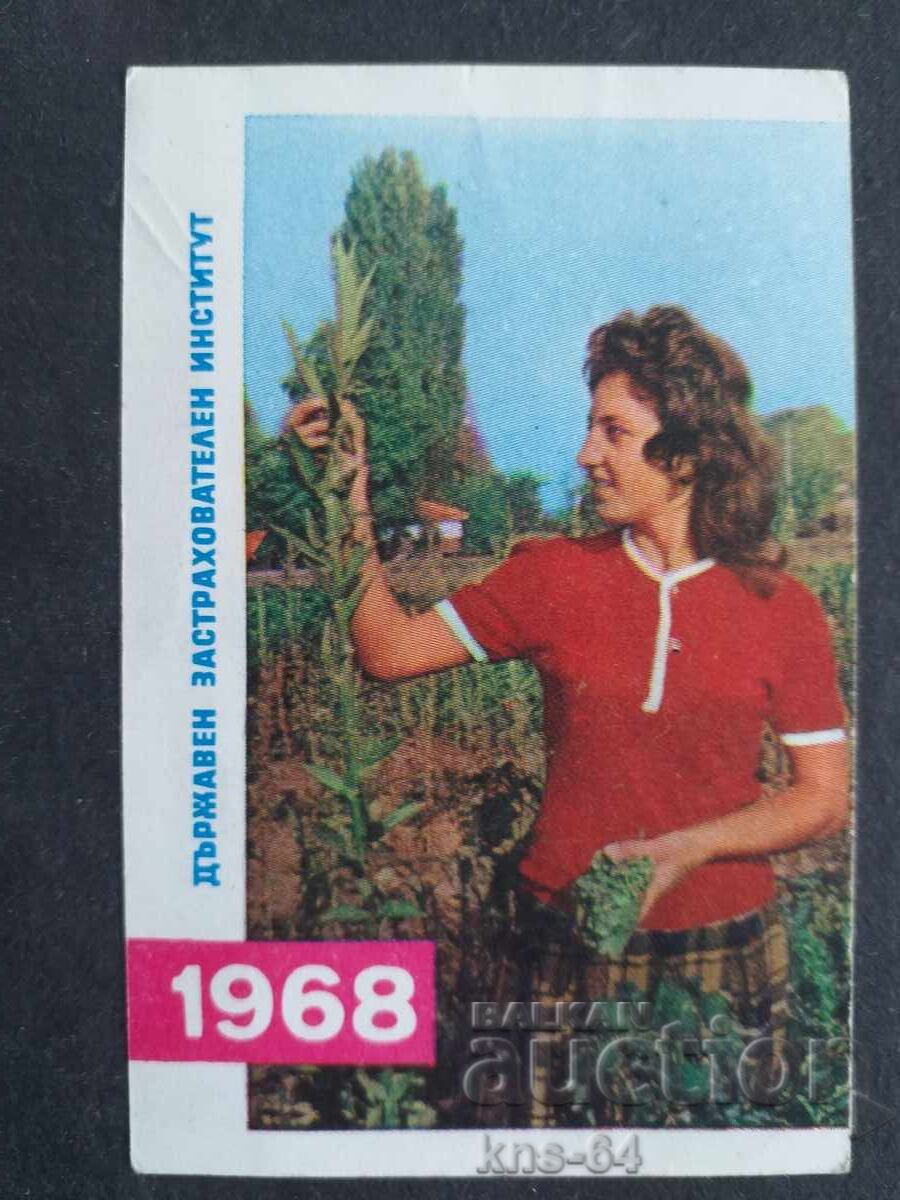 ДЪРЖАВЕН ЗАСТРАХОВАТЕЛЕН ИНСТИТУТ
1968
BALKAN
auction
kns-64